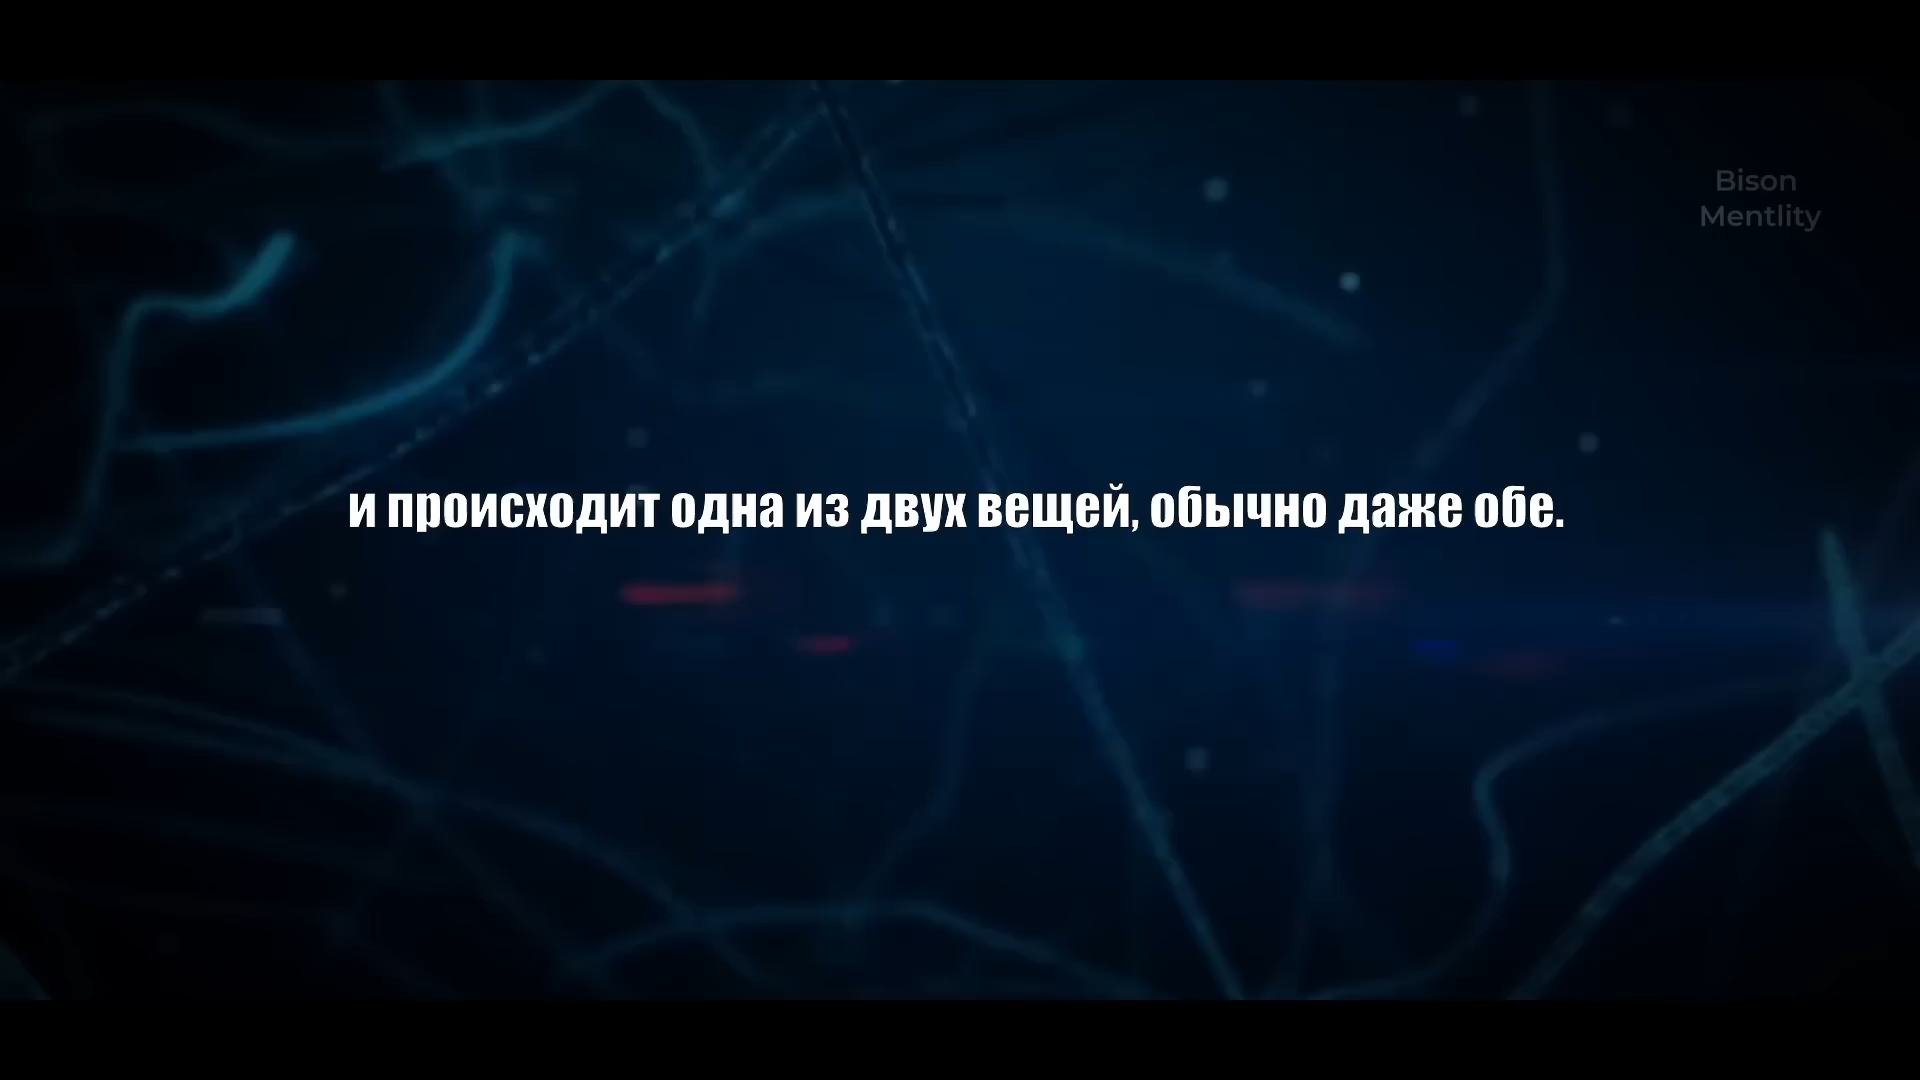 Bison
Mentlity
и происходит одна из двух вещей, обычно даже обе.